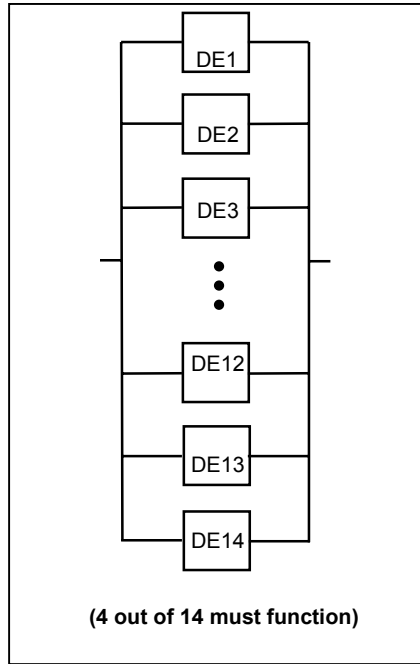 DE1
DE2
DE3
DE12
DE13
DE14
(4 out of 14 must function)